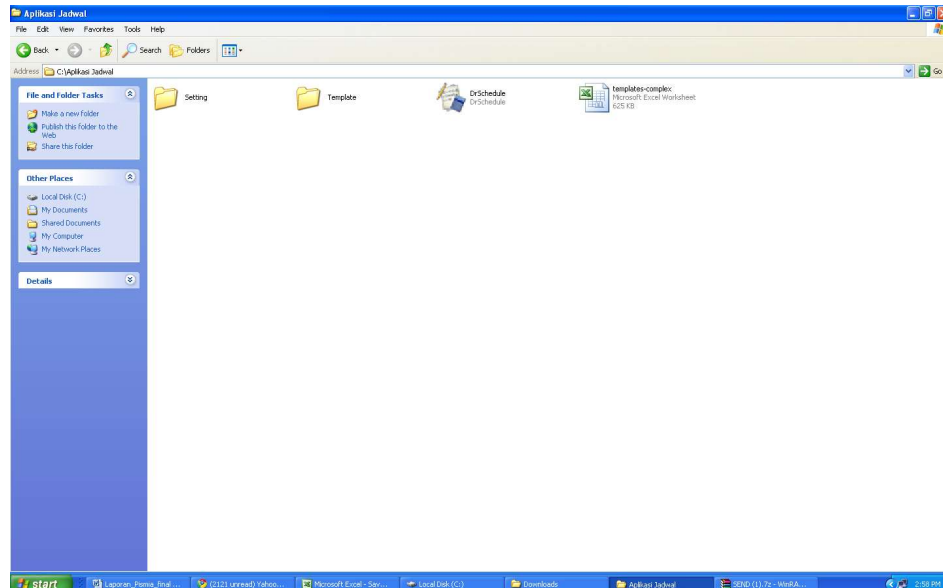 Aplikasi Jadwal
File Edit View Favorites Tools Help
Back Search Folders
Address C:\Aplikasi Jadwal Go
File and Folder Tasks
Make a new folder
Publish this folder to the
Web
Share this folder
Other Places
Local Disk (C:)
My Documents
Shared Documents
My Computer
My Network Places
Details
Setting
Template
DrSchedule
DrSchedule
templates-complex
Microsoft Excel Worksheet
625 KB
start Laporan_Pisma_final ... (2121 unread) Yahoo... Microsoft Excel - Sav... Local Disk (C:) Downloads Aplikasi Jadwal SEND (1).7z - WinRA... 2:58 PM